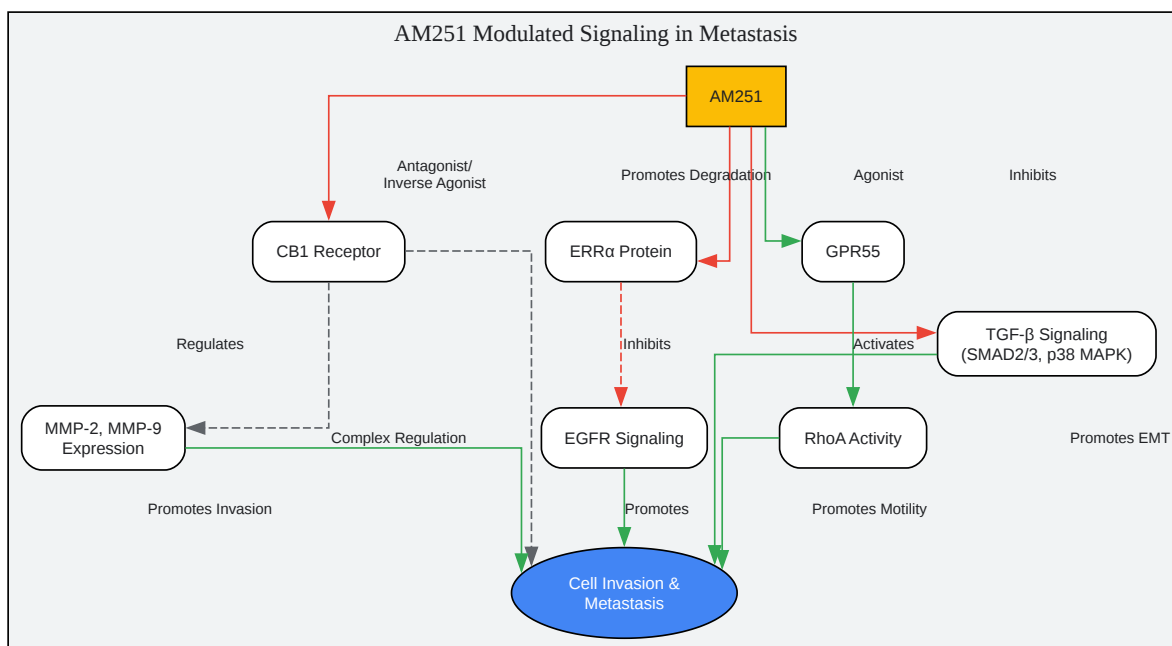 AM251 Modulated Signaling in Metastasis
AM251
Antagonist/
Inverse Agonist
Promotes Degradation
Agonist
Inhibits
CB1 Receptor
ERRα Protein
GPR55
TGF-β Signaling
(SMAD2/3, p38 MAPK)
Regulates
Inhibits
Activates
MMP-2, MMP-9
Expression
Complex Regulation
EGFR Signaling
RhoA Activity
Promotes EMT
Promotes Invasion
Promotes
Promotes Motility
Cell Invasion &
Metastasis